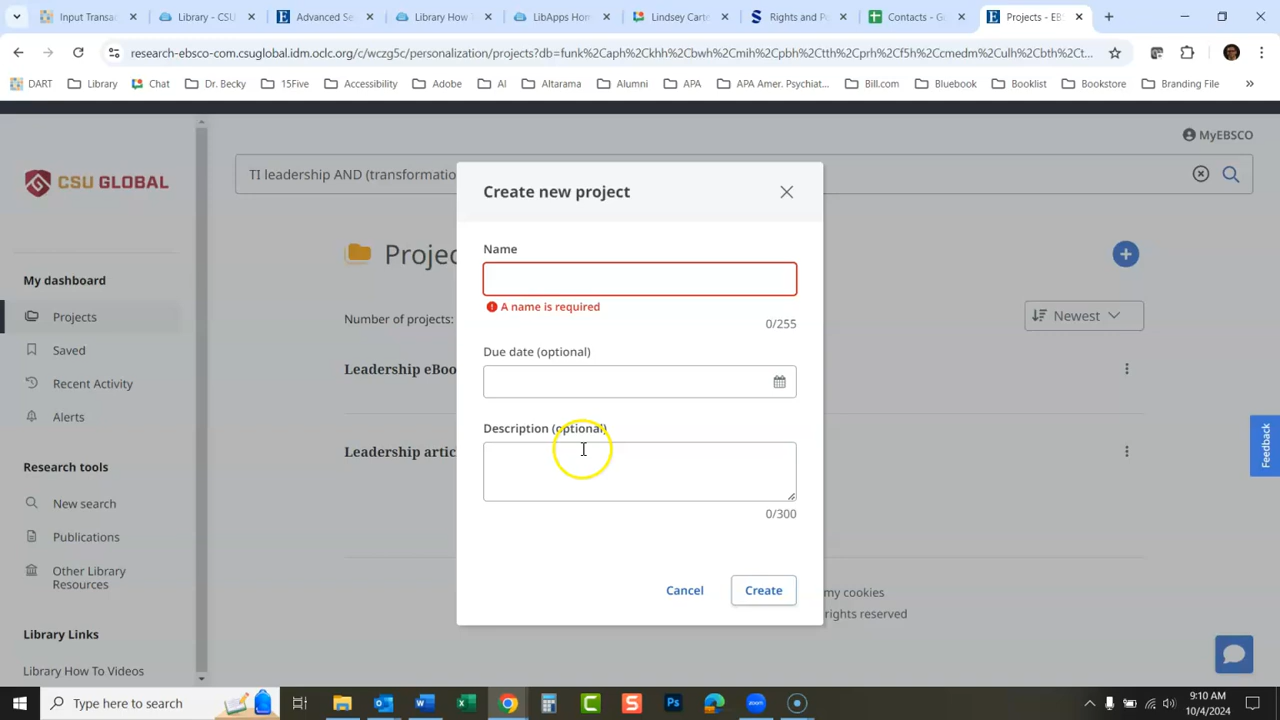 Input Transac
Library - CSU
Advanced Se
Library How
LibApps Hom
Lindsey Cart
Rights and Po
Contacts - G
Projects - EBS
research-ebsco-com.csuglobal.idm.oclc.org/c/wczg5c/personalization/projects?db=funk%2Caph%2Ckhh%2Cbwh%2Cmih%2Cpbh%2Ctth%2Cprh%2Cf5h%2Ccmedm%2Culh%2Cbth%2Ct...
DART
Library
Chat
Dr. Becky
15Five
Accessibility
Adobe
AI
Altarama
Alumni
APA
APA Amer. Psychiat...
Bill.com
Bluebook
Booklist
Bookstore
Branding File
MyEBSCO
CSU GLOBAL
TI leadership AND (transformatio
Create new project
Projec
Name
My dashboard
Projects
A name is required
Number of projects:
0/255
Newest
Saved
Due date (optional)
Leadership eBoo
Recent Activity
Alerts
Description (optional)
Leadership artic
Feedback
Research tools
New search
0/300
Publications
Other Library
Resources
Cancel
Create
my cookies
rights reserved
Library Links
Library How To Videos
Type here to search
9:10 AM
10/4/2024